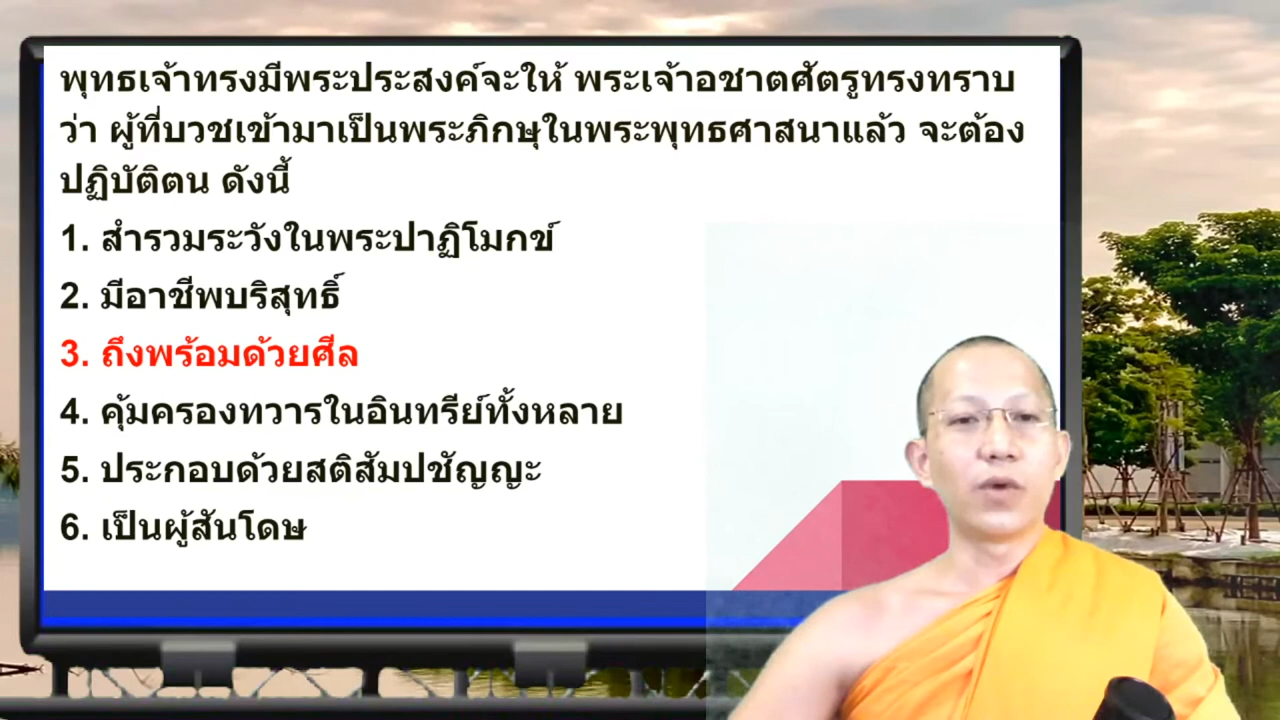 พุทธเจ้าทรงมีพระประสงค์จะให้ พระเจ้าอชาตศัตรูทรงทราบ
ว่า ผู้ที่บวชเข้ามาเป็นพระภิกษุในพระพุทธศาสนาแล้ว จะต้อง
ปฏิบัติตน ดังนี้
1. สำรวมระวังในพระปาฏิโมกข์
2. มีอาชีพบริสุทธิ์
3. ถึงพร้อมด้วยศีล
4. คุ้มครองทวารในอินทรีย์ทั้งหลาย
5. ประกอบด้วยสติสัมปชัญญะ
6. เป็นผู้สันโดษ